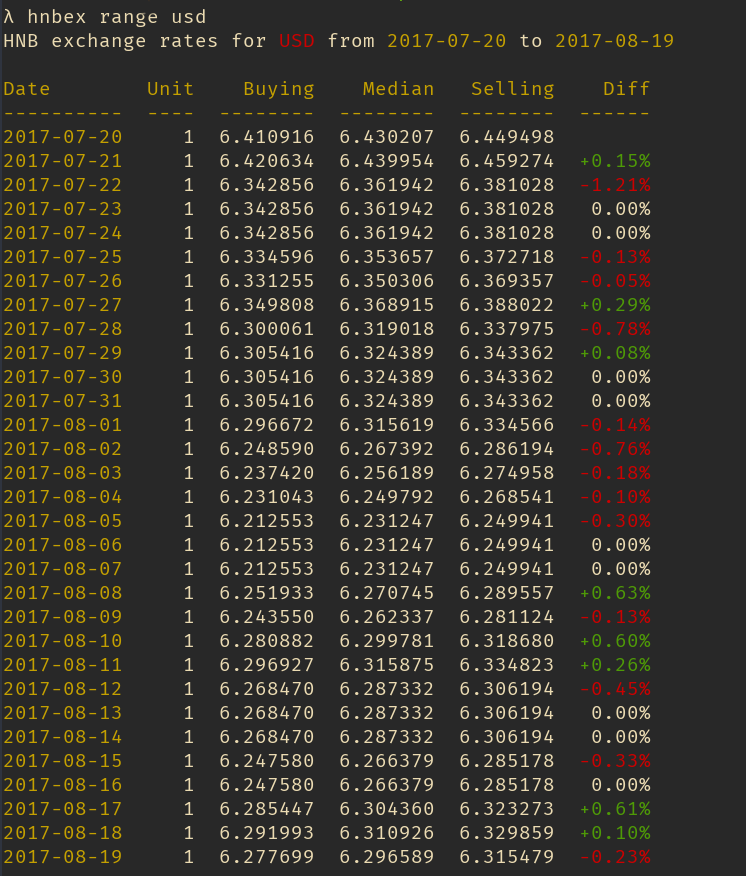 λ hnbex range usd
HNB exchange rates for USD from 2017-07-20 to 2017-08-19
Date Unit Buying Median Selling Diff
---------- ---- -------- -------- -------- ------
2017-07-20 1 6.410916 6.430207 6.449498
2017-07-21 1 6.420634 6.439954 6.459274 +0.15%
2017-07-22 1 6.342856 6.361942 6.381028 -1.21%
2017-07-23 1 6.342856 6.361942 6.381028 0.00%
2017-07-24 1 6.342856 6.361942 6.381028 0.00%
2017-07-25 1 6.334596 6.353657 6.372718 -0.13%
2017-07-26 1 6.331255 6.350306 6.369357 -0.05%
2017-07-27 1 6.349808 6.368915 6.388022 +0.29%
2017-07-28 1 6.300061 6.319018 6.337975 -0.78%
2017-07-29 1 6.305416 6.324389 6.343362 +0.08%
2017-07-30 1 6.305416 6.324389 6.343362 0.00%
2017-07-31 1 6.305416 6.324389 6.343362 0.00%
2017-08-01 1 6.296672 6.315619 6.334566 -0.14%
2017-08-02 1 6.248590 6.267392 6.286194 -0.76%
2017-08-03 1 6.237420 6.256189 6.274958 -0.18%
2017-08-04 1 6.231043 6.249792 6.268541 -0.10%
2017-08-05 1 6.212553 6.231247 6.249941 -0.30%
2017-08-06 1 6.212553 6.231247 6.249941 0.00%
2017-08-07 1 6.212553 6.231247 6.249941 0.00%
2017-08-08 1 6.251933 6.270745 6.289557 +0.63%
2017-08-09 1 6.243550 6.262337 6.281124 -0.13%
2017-08-10 1 6.280882 6.299781 6.318680 +0.60%
2017-08-11 1 6.296927 6.315875 6.334823 +0.26%
2017-08-12 1 6.268470 6.287332 6.306194 -0.45%
2017-08-13 1 6.268470 6.287332 6.306194 0.00%
2017-08-14 1 6.268470 6.287332 6.306194 0.00%
2017-08-15 1 6.247580 6.266379 6.285178 -0.33%
2017-08-16 1 6.247580 6.266379 6.285178 0.00%
2017-08-17 1 6.285447 6.304360 6.323273 +0.61%
2017-08-18 1 6.291993 6.310926 6.329859 +0.10%
2017-08-19 1 6.277699 6.296589 6.315479 -0.23%